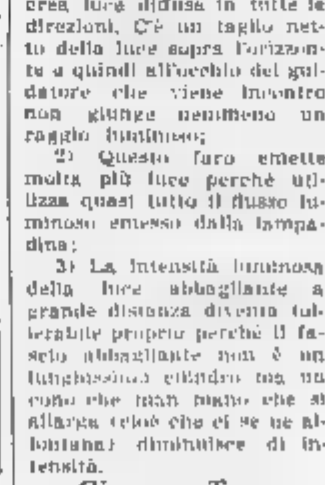 crea luce diffusa in tutte le
direzioni. C'è un taglio net-
to della luce sopra l'orizzon-
te a quindi all'occhio del gui-
datore che viene incontro
non giunge nemmeno un
raggio luminoso;
2) Questo faro emette
molta più luce perchè uti-
lizza quasi tutto il flusso lu-
minoso emesso dalla lampa-
dina;
3) La intensità luminosa
della luce abbagliante a
grande distanza diventa tol-
lerabile proprio perchè il fa-
scio abbagliante non è un
lunghissimo cilindro ma un
cono che man mano che si
allarga (cioè che ci se ne al-
lontana) diminuisce di in-
tensità.